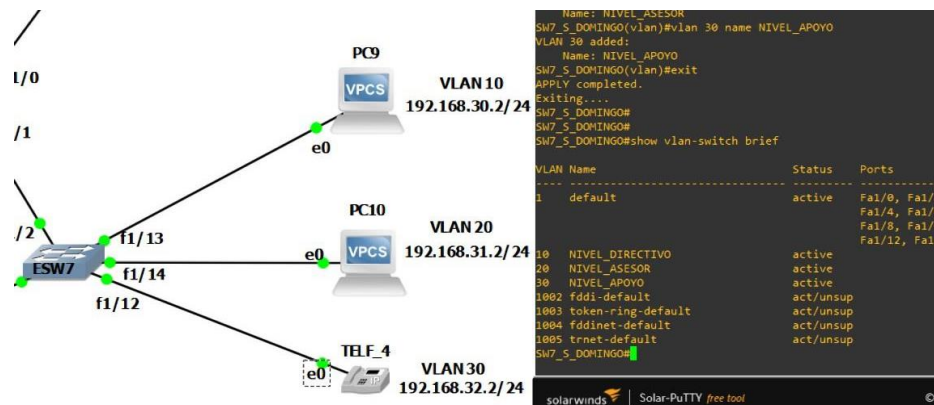 1/0
/1
/2
ESW7
f1/13
f1/14
f1/12
PC9
VPCS
VLAN 10
192.168.30.2/24
e0
PC10
VPCS
VLAN 20
192.168.31.2/24
e0
TELF_4
IP
VLAN 30
192.168.32.2/24
e0
Name: NIVEL_ASESOR
SW7_S_DOMINGO(vlan)#vlan 30 name NIVEL_APOYO
VLAN 30 added:
Name: NIVEL_APOYO
SW7_S_DOMINGO(vlan)#exit
APPLY completed.
Exiting....
SW7_S_DOMINGO#
SW7_S_DOMINGO#
SW7_S_DOMINGO#show vlan-switch brief
VLAN Name Status Ports
1 default active Fa1/0, Fa1/
Fa1/4, Fa1/
Fa1/8, Fa1/
Fa1/12, Fa1
10 NIVEL_DIRECTIVO active
20 NIVEL_ASESOR active
30 NIVEL_APOYO active
1002 fddi-default act/unsup
1003 token-ring-default act/unsup
1004 fddinet-default act/unsup
1005 trnet-default act/unsup
SW7_S_DOMINGO#
solarwinds | Solar-PuTTY free tool ©